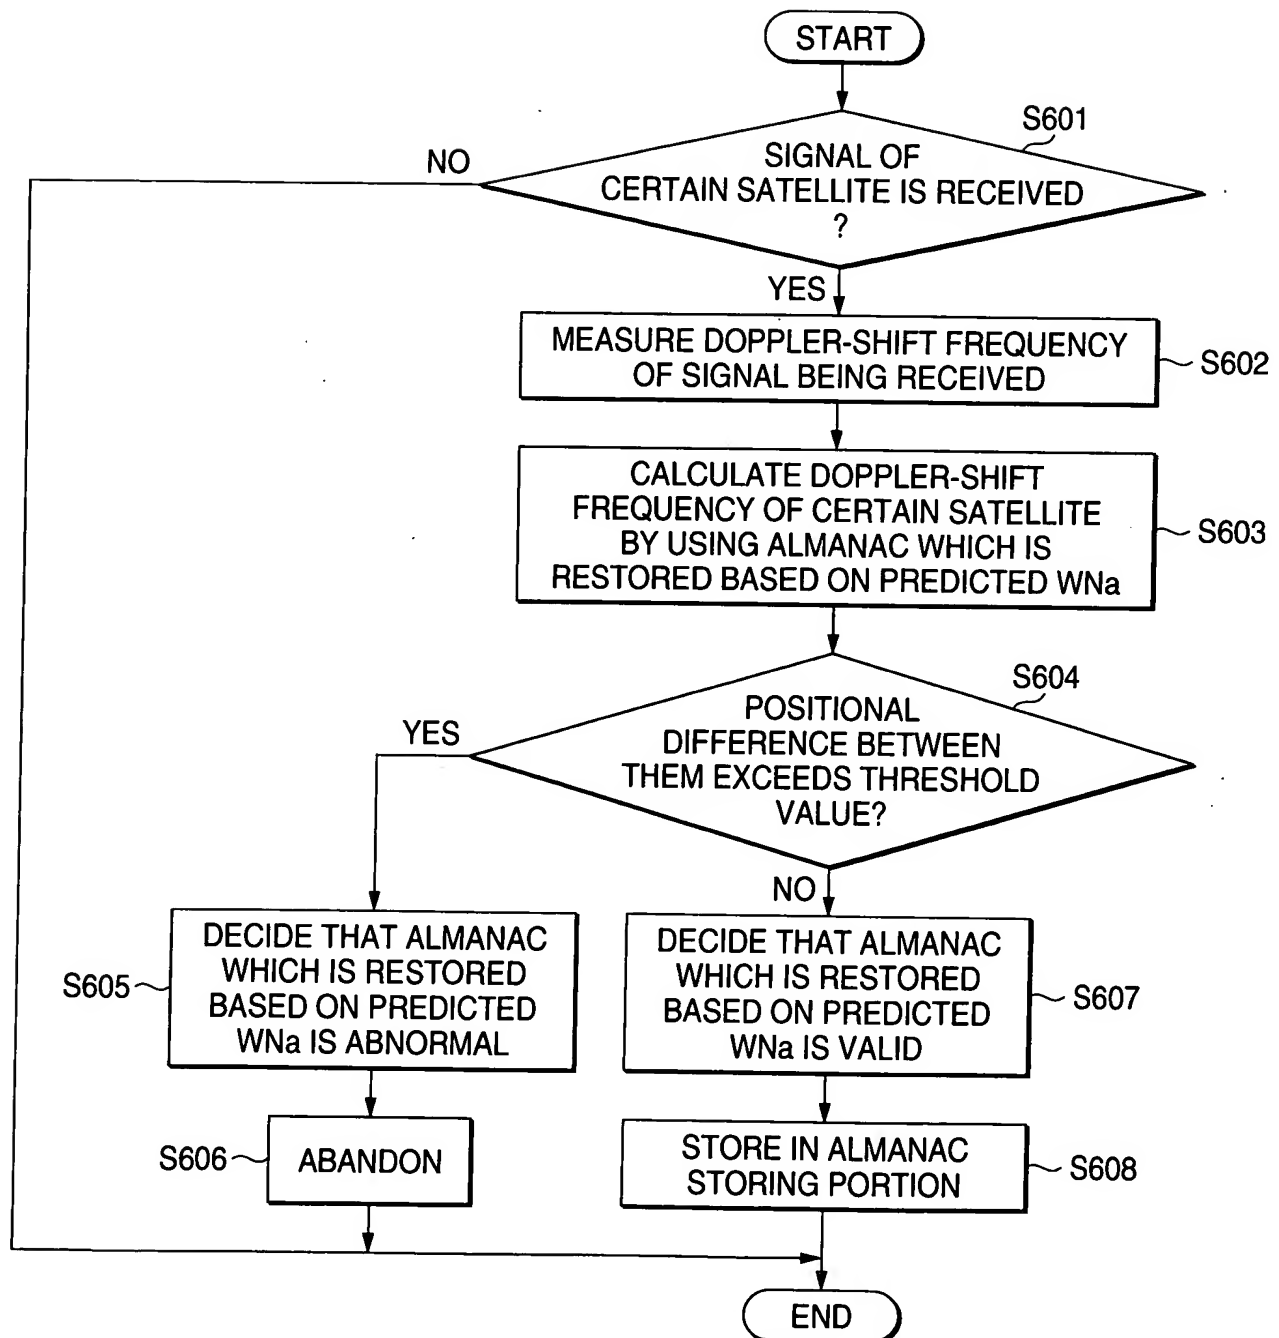 START
S601
NO
SIGNAL OF
CERTAIN SATELLITE IS RECEIVED
?
YES
MEASURE DOPPLER-SHIFT FREQUENCY
OF SIGNAL BEING RECEIVED
S602
CALCULATE DOPPLER-SHIFT
FREQUENCY OF CERTAIN SATELLITE
BY USING ALMANAC WHICH IS
RESTORED BASED ON PREDICTED WNa
S603
S604
YES
POSITIONAL
DIFFERENCE BETWEEN
THEM EXCEEDS THRESHOLD
VALUE?
NO
S605
DECIDE THAT ALMANAC
WHICH IS RESTORED
BASED ON PREDICTED
WNa IS ABNORMAL
DECIDE THAT ALMANAC
WHICH IS RESTORED
BASED ON PREDICTED
WNa IS VALID
S607
S606
ABANDON
STORE IN ALMANAC
STORING PORTION
S608
END